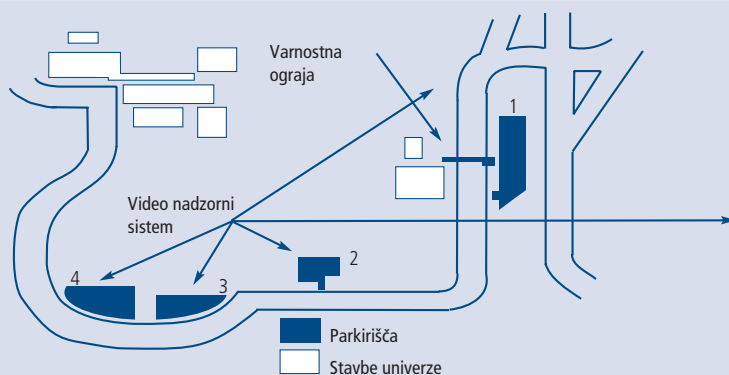 Varnostna
ograja
1
Video nadzorni
sistem
2
4
3
Parkirišča
Stavbe univerze